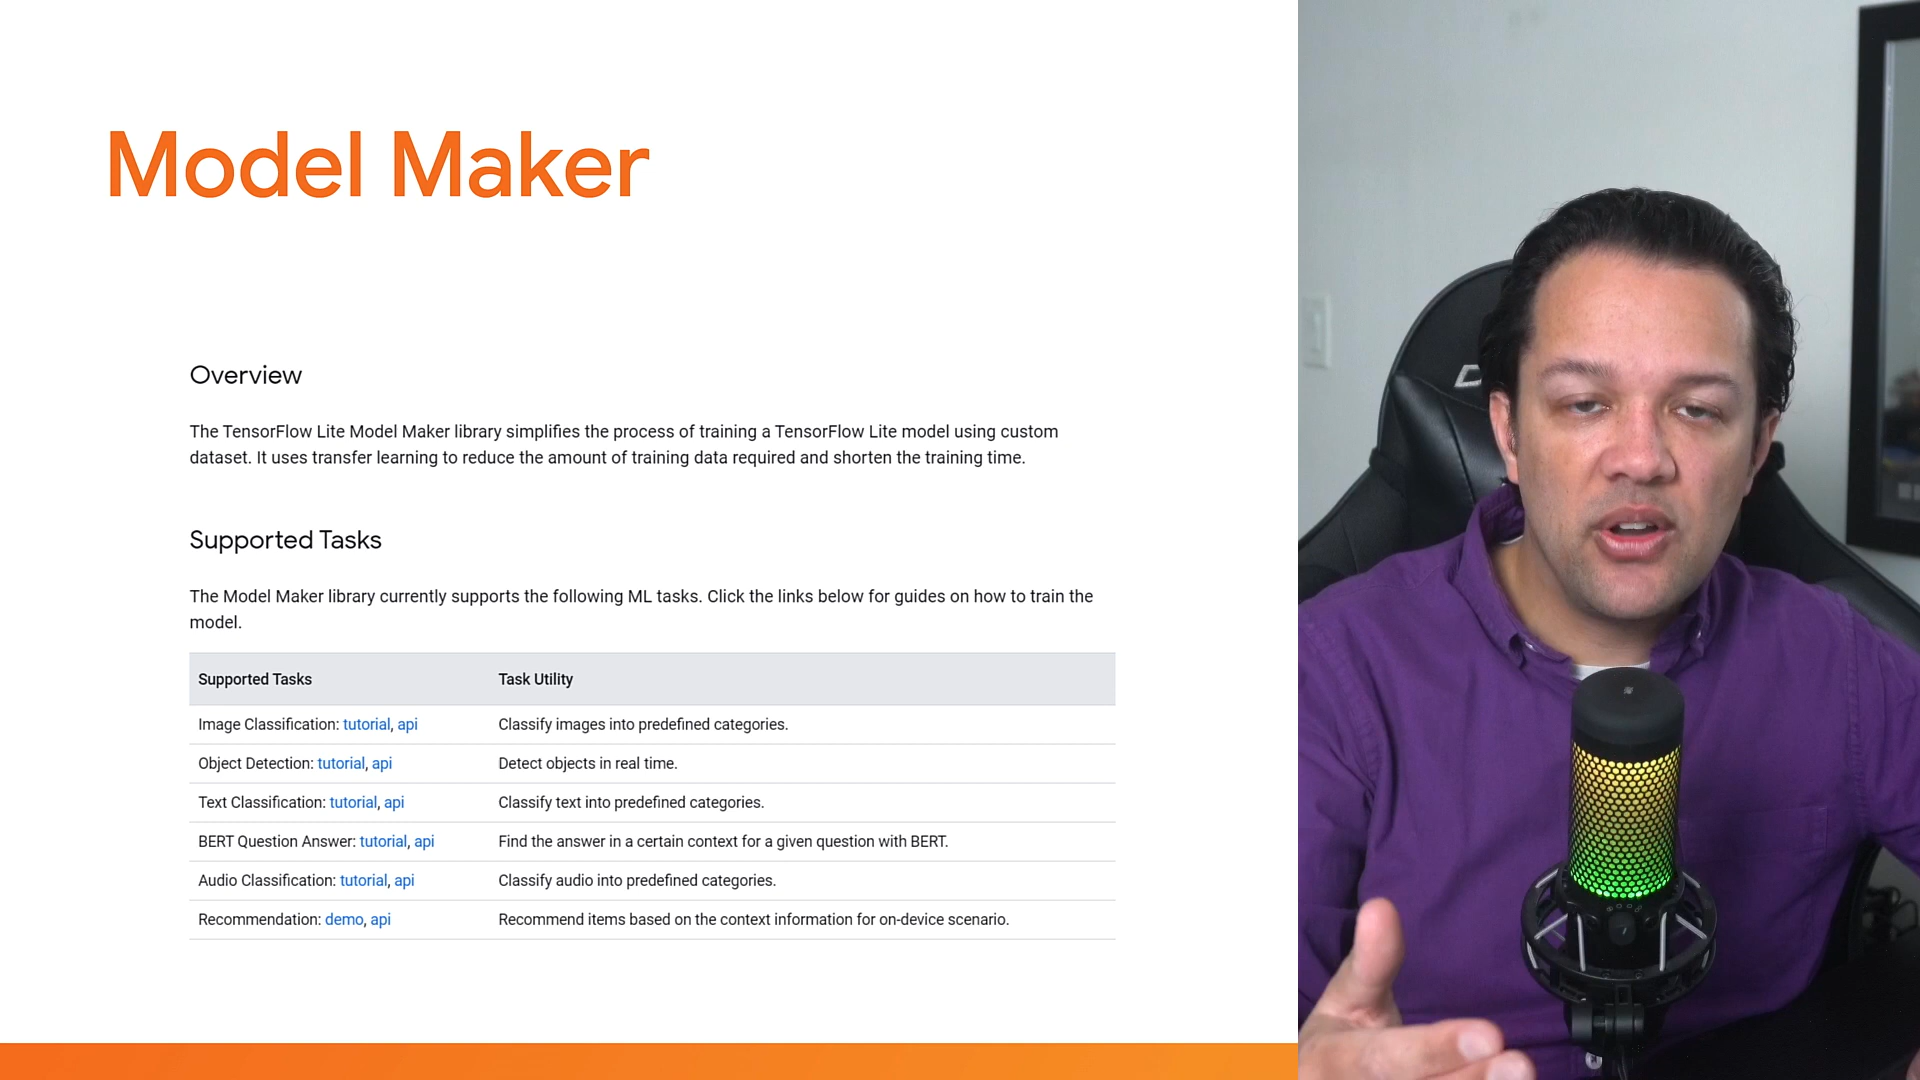 Model Maker
Overview
The TensorFlow Lite Model Maker library simplifies the process of training a TensorFlow Lite model using custom
dataset. It uses transfer learning to reduce the amount of training data required and shorten the training time.
Supported Tasks
The Model Maker library currently supports the following ML tasks. Click the links below for guides on how to train the
model.
Supported Tasks Task Utility
Image Classification: tutorial, api Classify images into predefined categories.
Object Detection: tutorial, api Detect objects in real time.
Text Classification: tutorial, api Classify text into predefined categories.
BERT Question Answer: tutorial, api Find the answer in a certain context for a given question with BERT.
Audio Classification: tutorial, api Classify audio into predefined categories.
Recommendation: demo, api Recommend items based on the context information for on-device scenario.